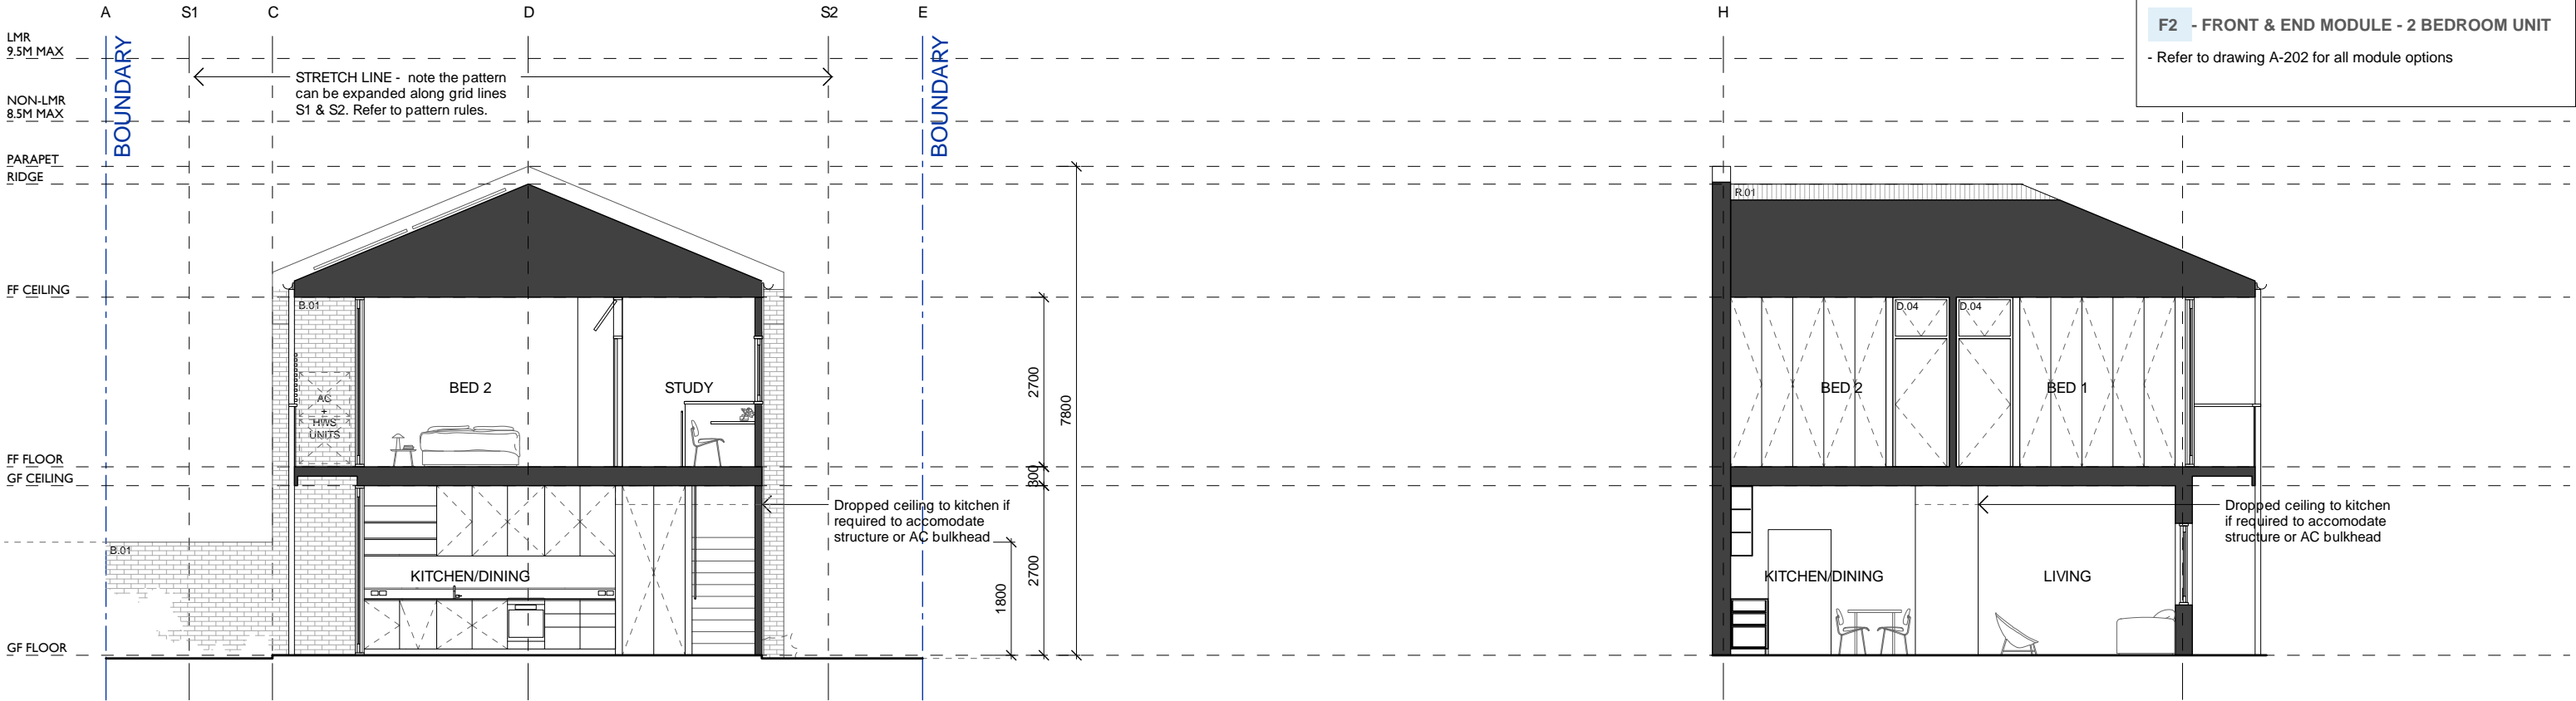 A
S1
C
D
S2
E
H
LMR
9.5M MAX
BOUNDARY
BOUNDARY
STRETCH LINE - note the pattern
can be expanded along grid lines
S1 & S2. Refer to pattern rules.
F2 - FRONT & END MODULE - 2 BEDROOM UNIT
- Refer to drawing A-202 for all module options
NON-LMR
8.5M MAX
PARAPET
RIDGE
R.01
FF CEILING
B.01
D.04
D.04
BED 2
STUDY
2700
7800
BED 2
BED 1
AC
+
HWS
UNITS
FF FLOOR
GF CEILING
300
Dropped ceiling to kitchen if
required to accomodate
structure or AC bulkhead
Dropped ceiling to kitchen
if required to accomodate
structure or AC bulkhead
B.01
KITCHEN/DINING
1800
2700
KITCHEN/DINING
LIVING
GF FLOOR